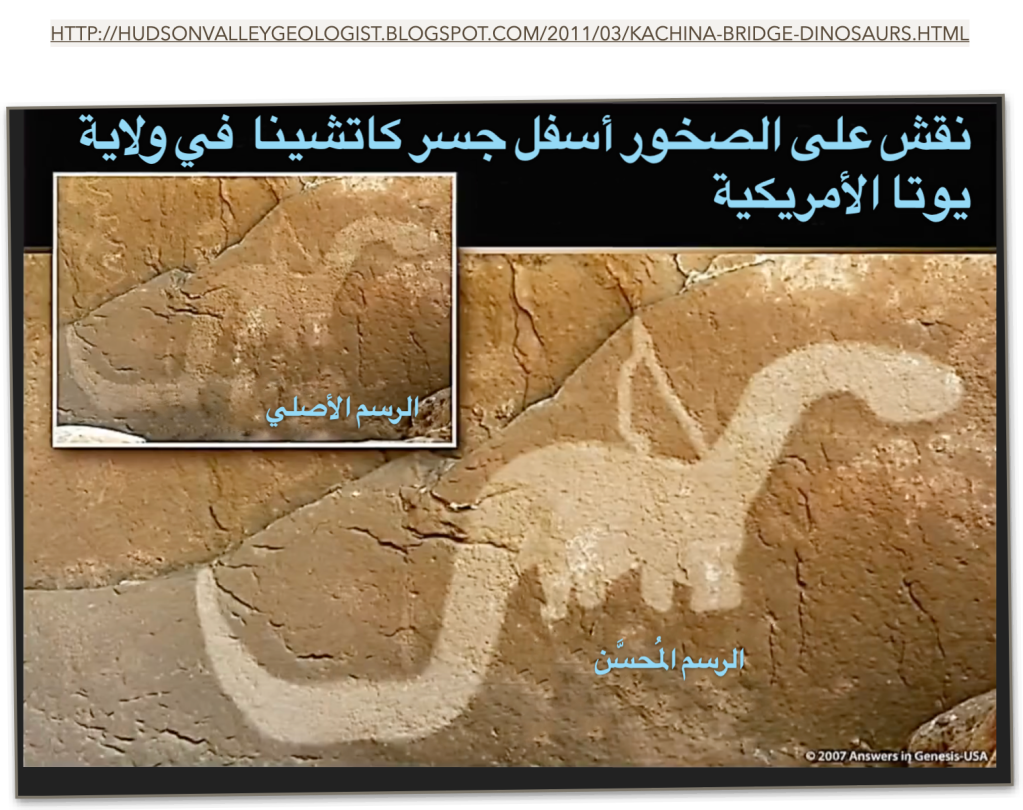 HTTP://HUDSONVALLEYGEOLOGIST.BLOGSPOT.COM/2011/03/KACHINA-BRIDGE-DINOSAURS.HTML
نقش على الصخور أسفل جسر كاتشينا في ولاية
يوتا الأمريكية
الرسم الأصلي
الرسم المُحسَّن
© 2007 Answers in Genesis-USA